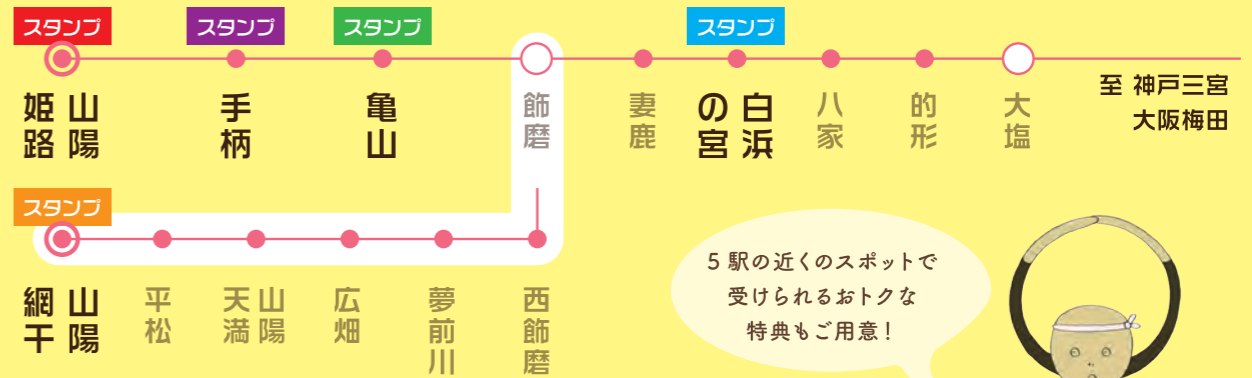 スタンプ
スタンプ
スタンプ
スタンプ
山陽
姫路
手柄
亀山
飾磨
妻鹿
白浜
の宮
八家
的形
大塩
至 神戸三宮
大阪梅田
スタンプ
山陽
網干
平松
山陽
天満
広畑
夢前川
西飾磨
5 駅の近くのスポットで
受けられるおトクな
特典もご用意！